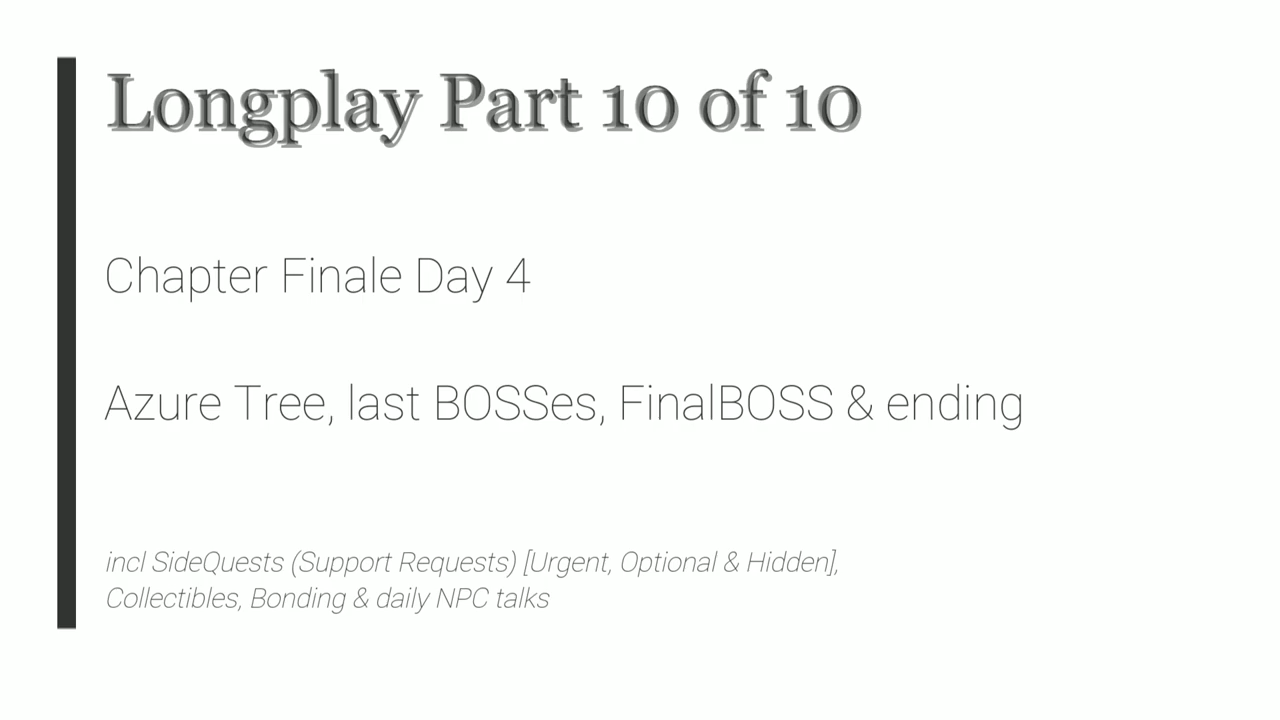 Longplay Part 10 of 10
Chapter Finale Day 4
Azure Tree, last BOSSes, FinalBOSS & ending
incl SideQuests (Support Requests) [Urgent, Optional & Hidden],
Collectibles, Bonding & daily NPC talks